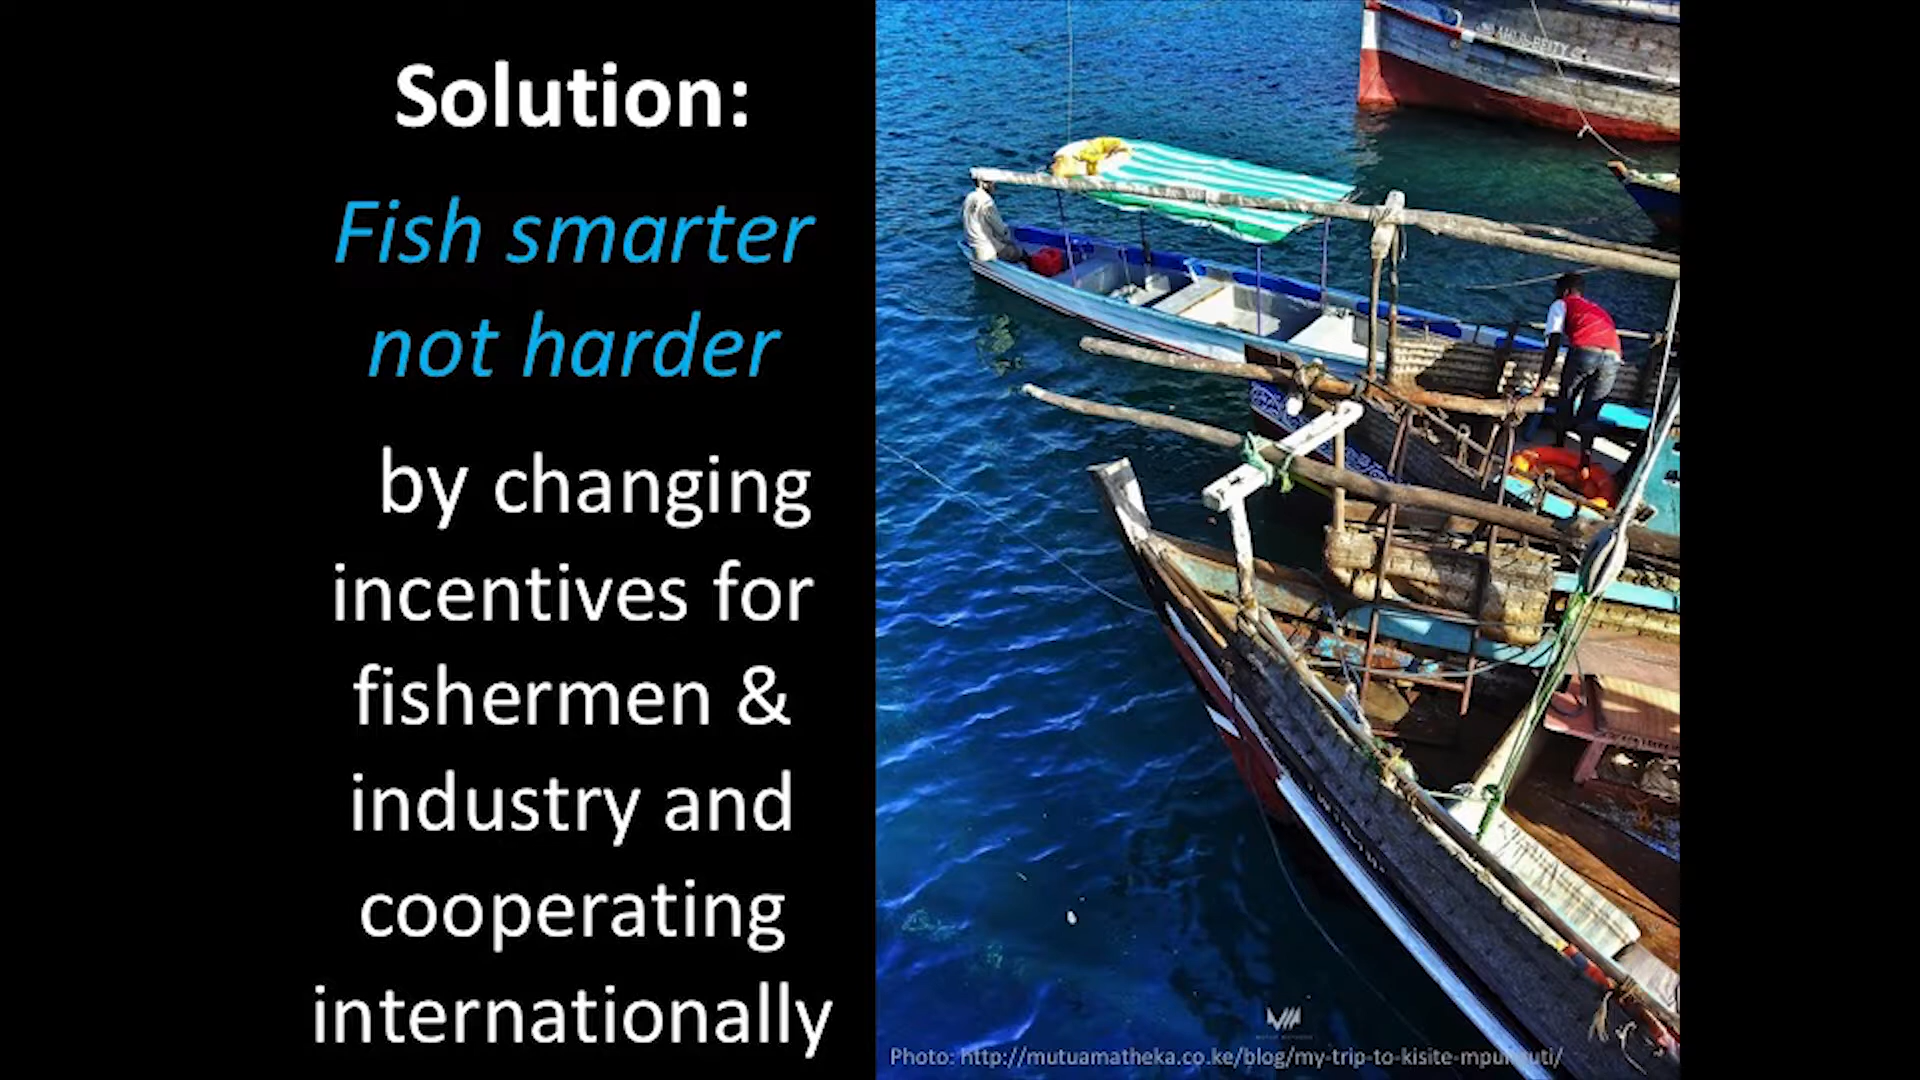 Solution:
Fish smarter
not harder
by changing
incentives for
fishermen &
industry and
cooperating
internationally
Photo: http://mutuamatheka.co.ke/blog/my-trip-to-kisite-